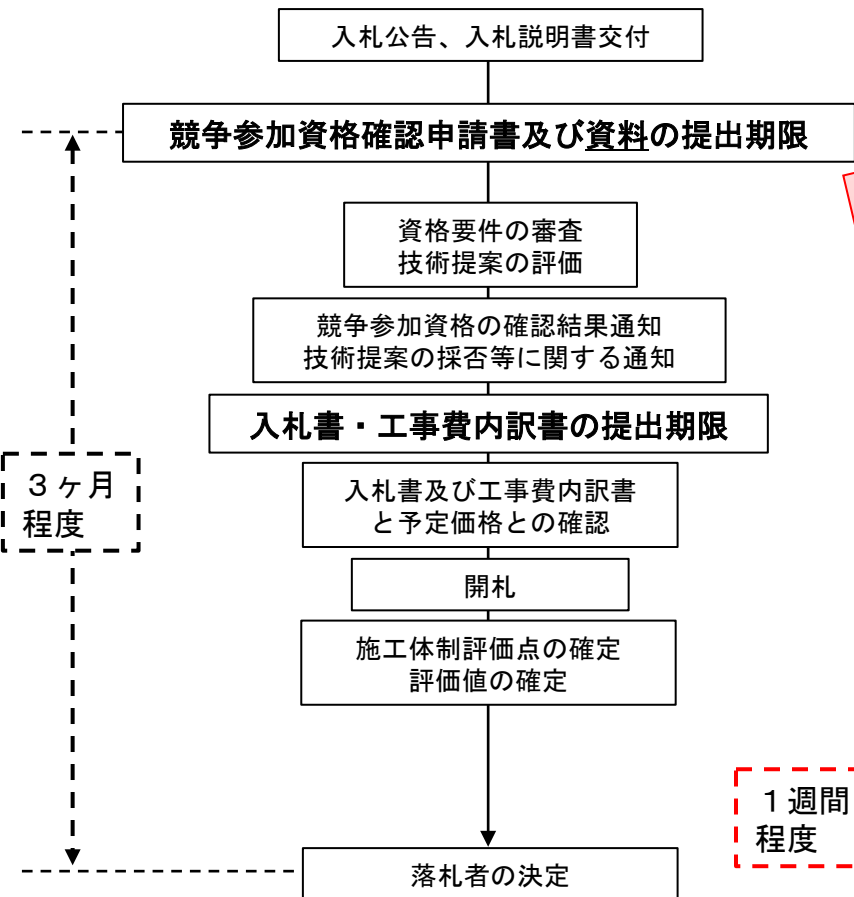 入札公告、入札説明書交付
競争参加資格確認申請書及び資料の提出期限
資格要件の審査
技術提案の評価
競争参加資格の確認結果通知
技術提案の採否等に関する通知
入札書・工事費内訳書の提出期限
３ヶ月
程度
入札書及び工事費内訳書
と予定価格との確認
開札
施工体制評価点の確定
評価値の確定
１週間
程度
落札者の決定